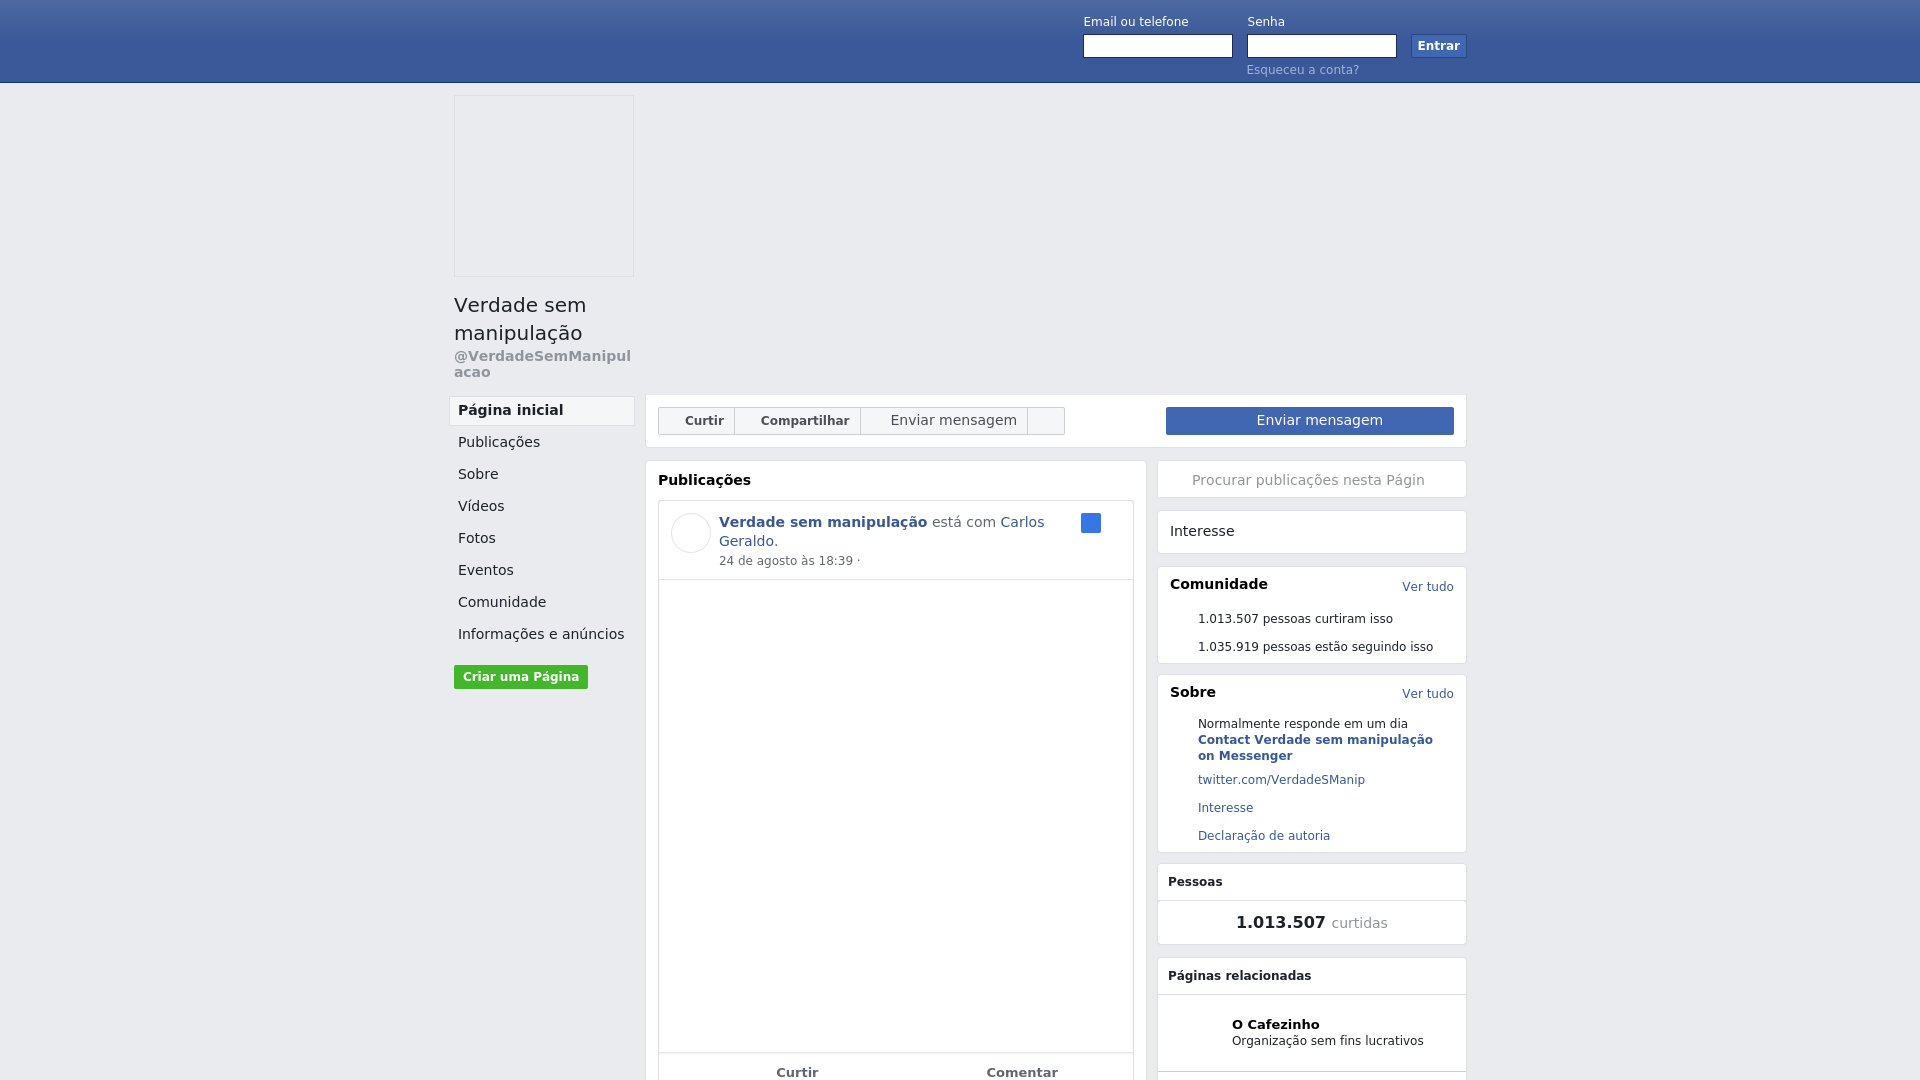 Email ou telefone
Senha
Entrar
Esqueceu a conta?
Verdade sem
manipulação
@VerdadeSemManipul
acao
Página inicial
Publicações
Sobre
Vídeos
Fotos
Eventos
Comunidade
Informações e anúncios
Criar uma Página
Curtir
Compartilhar
Enviar mensagem
Enviar mensagem
Publicações
Verdade sem manipulação está com Carlos
Geraldo.
24 de agosto às 18:39 ·
Curtir
Comentar
Procurar publicações nesta Págin
Interesse
Comunidade
Ver tudo
1.013.507 pessoas curtiram isso
1.035.919 pessoas estão seguindo isso
Sobre
Ver tudo
Normalmente responde em um dia
Contact Verdade sem manipulação
on Messenger
twitter.com/VerdadeSManip
Interesse
Declaração de autoria
Pessoas
1.013.507 curtidas
Páginas relacionadas
O Cafezinho
Organização sem fins lucrativos